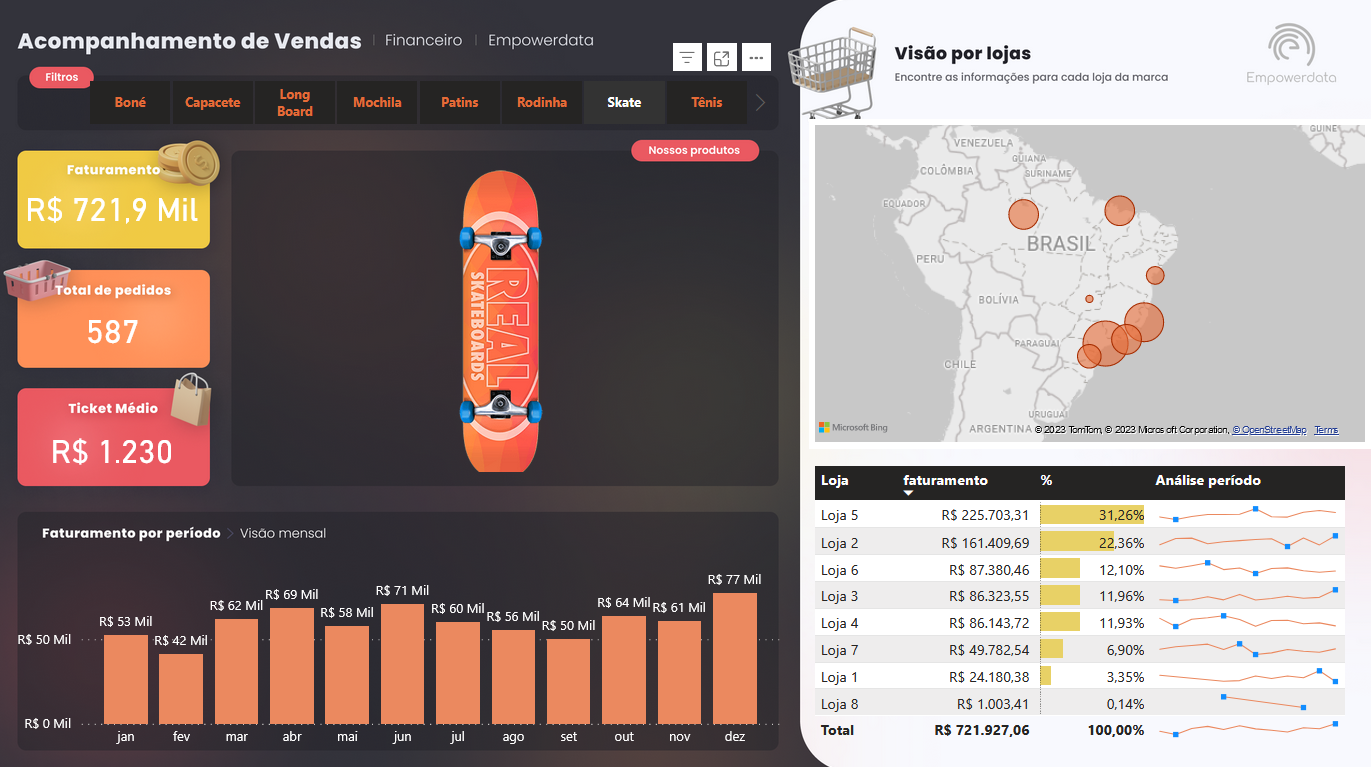 Acompanhamento de Vendas | Financeiro | Empowerdata
Filtros
Boné
Capacete
Long
Board
Mochila
Patins
Rodinha
Skate
Tênis
Faturamento
R$ 721,9 Mil
Total de pedidos
587
Ticket Médio
R$ 1.230
Nossos produtos
REAL
SKATEBOARDS
Faturamento por período > Visão mensal
R$ 50 Mil
R$ 0 Mil
R$ 53 Mil
R$ 42 Mil
R$ 62 Mil
R$ 69 Mil
R$ 58 Mil
R$ 71 Mil
R$ 60 Mil
R$ 56 Mil
R$ 50 Mil
R$ 64 Mil
R$ 61 Mil
R$ 77 Mil
jan fev mar abr mai jun jul ago set out nov dez
Visão por lojas
Encontre as informações para cada loja da marca
Empowerdata
VENEZUELA
GUIANA
SURINAME
COLÔMBIA
EQUADOR
BRASIL
PERU
BOLÍVIA
PARAGUAI
CHILE
URUGUAI
ARGENTINA
GUINÉ
Microsoft Bing
© 2023 TomTom, © 2023 Microsoft Corporation, © OpenStreetMap Terms
Loja faturamento % Análise período
Loja 5 R$ 225.703,31 31,26%
Loja 2 R$ 161.409,69 22,36%
Loja 6 R$ 87.380,46 12,10%
Loja 3 R$ 86.323,55 11,96%
Loja 4 R$ 86.143,72 11,93%
Loja 7 R$ 49.782,54 6,90%
Loja 1 R$ 24.180,38 3,35%
Loja 8 R$ 1.003,41 0,14%
Total R$ 721.927,06 100,00%